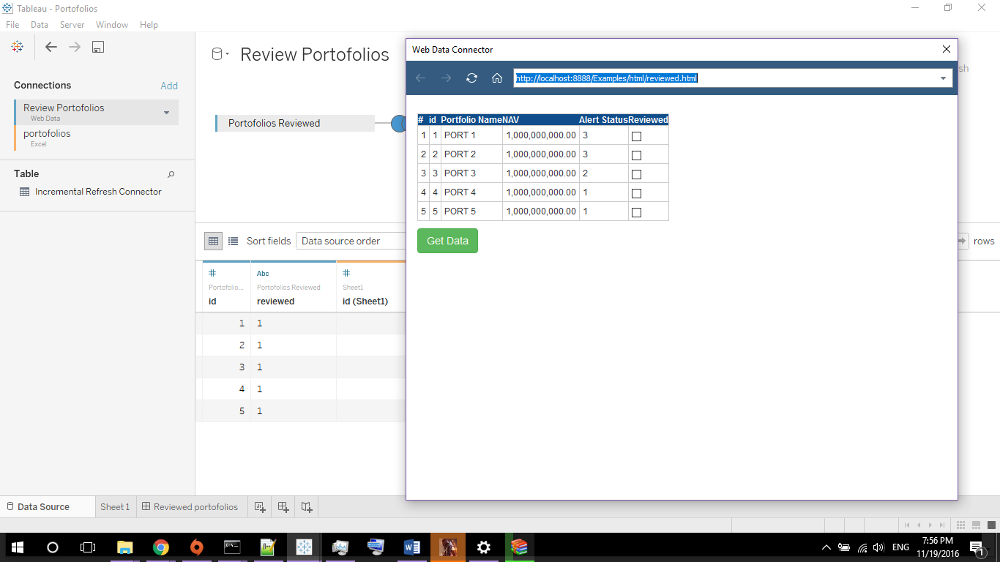 Tableau - Portofolios
File Data Server Window Help
Connections Add
Review Portofolios
Web Data
portofolios
Excel
Table
Incremental Refresh Connector
Review Portofolios
Portofolios Reviewed
sh
Sort fields Data source order
rows
Portofolio... Abc Portofolios Reviewed Sheet1
# #
id reviewed id (Sheet1)
1 1
2 1
3 1
4 1
5 1
Web Data Connector
http://localhost:8888/Examples/html/reviewed.html
# id Portfolio Name NAV Alert Status Reviewed
1 1 PORT 1 1,000,000,000.00 3
2 2 PORT 2 1,000,000,000.00 3
3 3 PORT 3 1,000,000,000.00 2
4 4 PORT 4 1,000,000,000.00 1
5 5 PORT 5 1,000,000,000.00 1
Get Data
Data Source Sheet 1 Reviewed portofolios
ENG
7:56 PM
11/19/2016
1